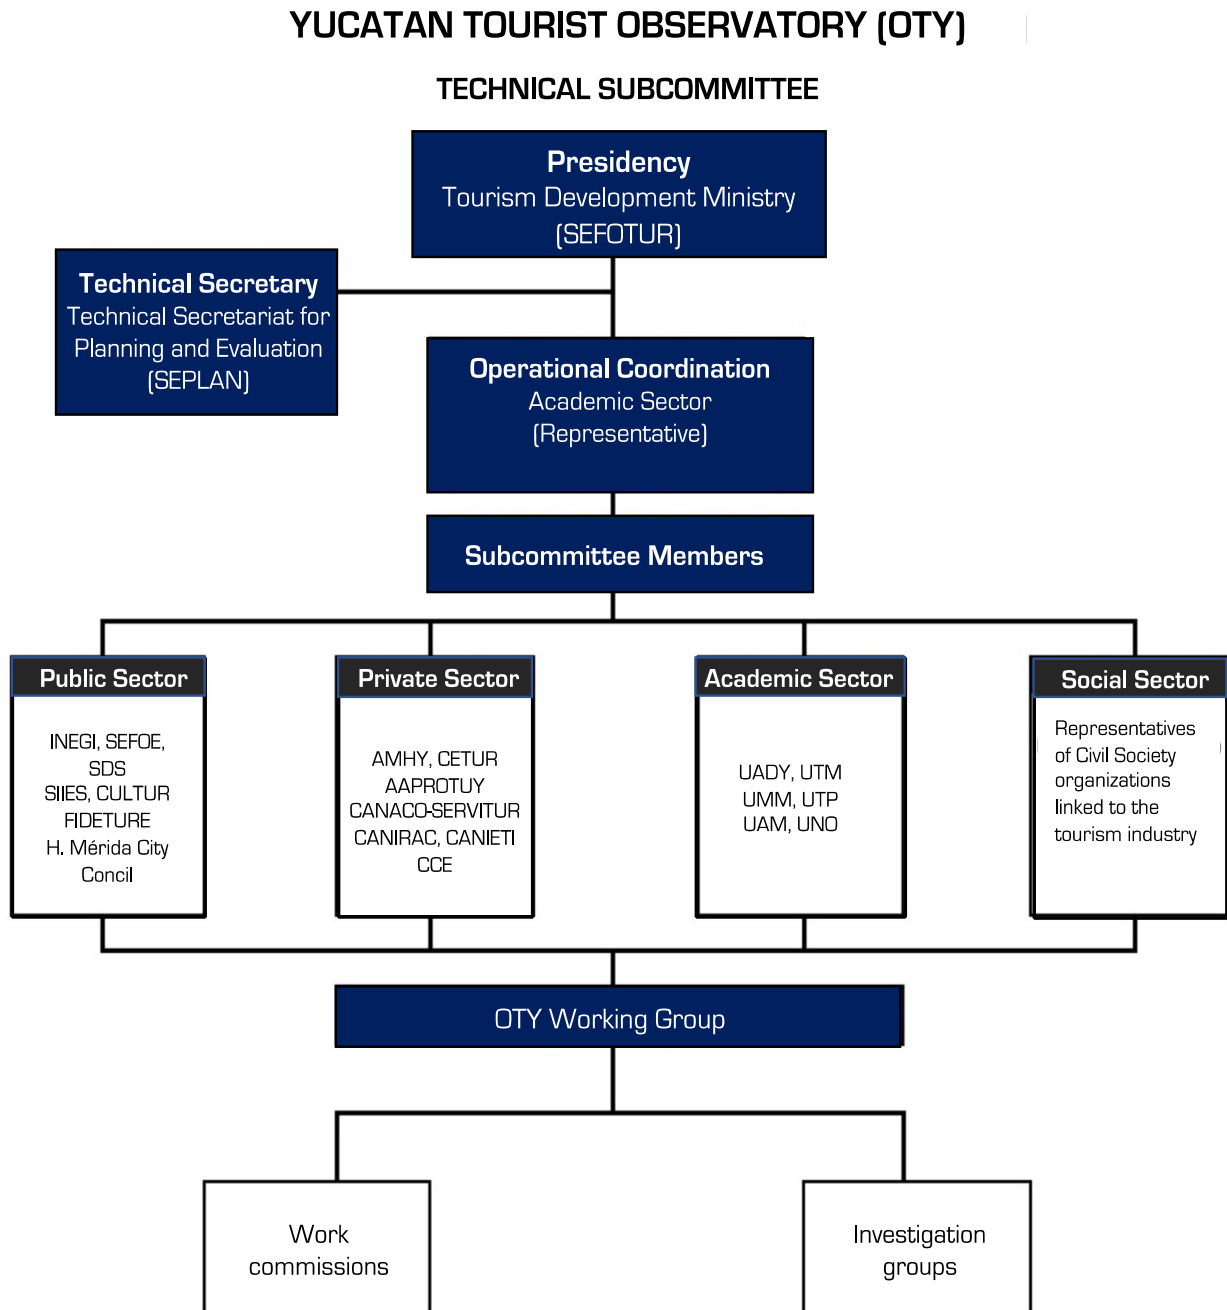 YUCATAN TOURIST OBSERVATORY (OTY)
TECHNICAL SUBCOMMITTEE
Presidency
Tourism Development Ministry
(SEFOTUR)
Technical Secretary
Technical Secretariat for
Planning and Evaluation
(SEPLAN)
Operational Coordination
Academic Sector
(Representative)
Subcommittee Members
Public Sector
INEGI, SEFOE,
SDS
SIIES, CULTUR
FIDETURE
H. Mérida City
Concil
Private Sector
AMHY, CETUR
AAPROTUY
CANACO-SERVITUR
CANIRAC, CANIETI
CCE
Academic Sector
UADY, UTM
UMM, UTP
UAM, UNO
Social Sector
Representatives
of Civil Society
organizations
linked to the
tourism industry
OTY Working Group
Work
commissions
Investigation
groups